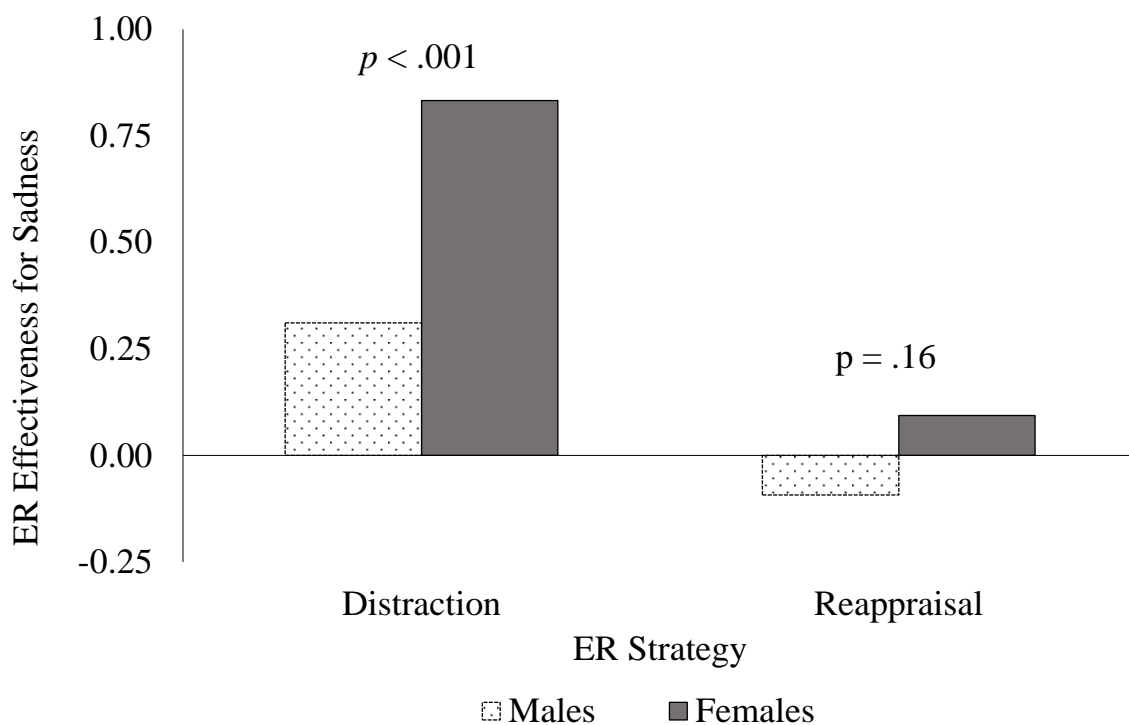 1.00
p < .001
0.75
0.50
0.25
p = .16
0.00
-0.25
ER Effectiveness for Sadness
Distraction Reappraisal
ER Strategy
Males Females